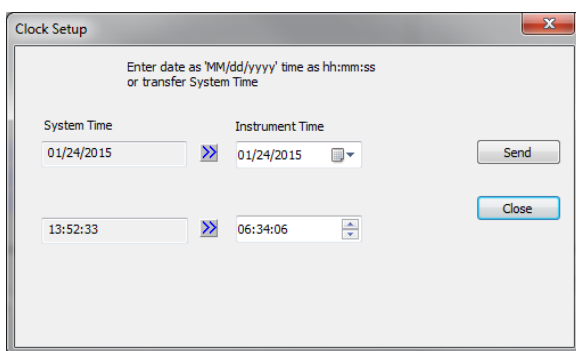 Clock Setup
Enter date as 'MM/dd/yyyy' time as hh:mm:ss
or transfer System Time
System Time
Instrument Time
01/24/2015
01/24/2015
Send
Close
13:52:33
06:34:06